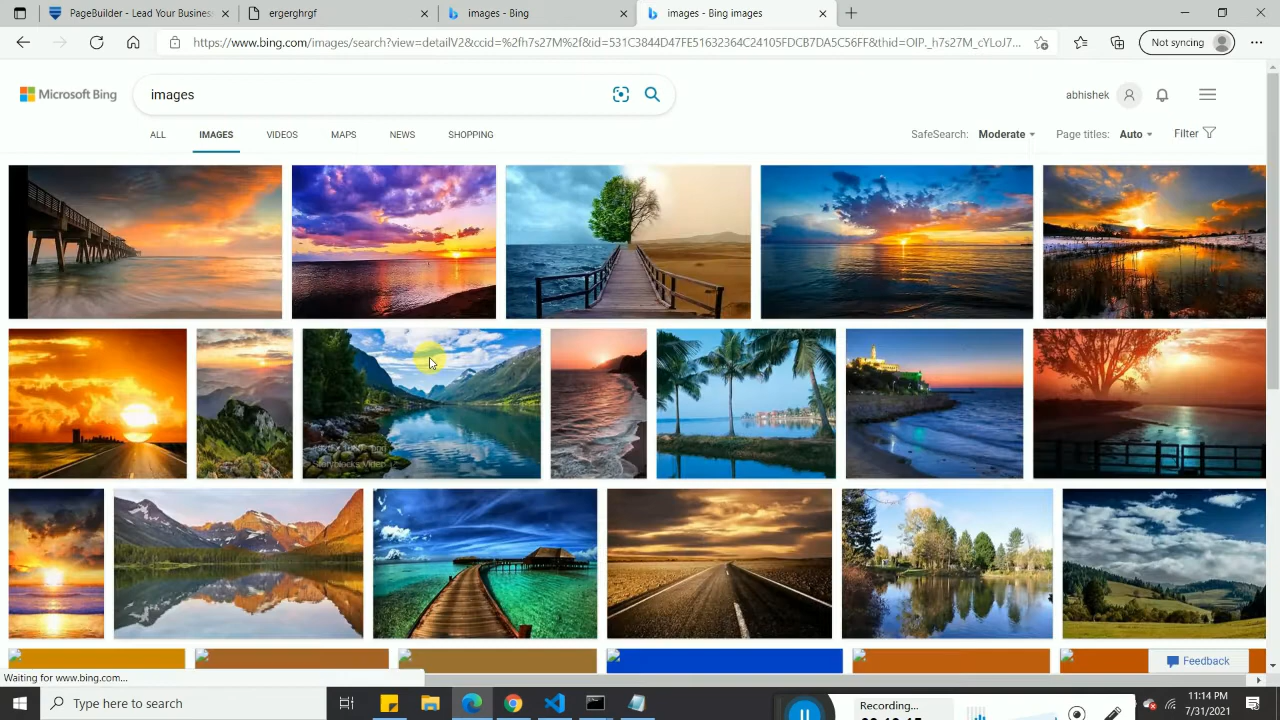 PageBuilder - Lead Your Business
ergerghrgf
images - Bing
images - Bing images
https://www.bing.com/images/search?view=detailV2&ccid=%2fh7s27M%2f&id=531C3844D47FE51632364C24105FDCB7DA5C56FF&thid=OIP._h7s27M_cYLoJ7...
Not syncing
Microsoft Bing
images
abhishek
ALL
IMAGES
VIDEOS
MAPS
NEWS
SHOPPING
SafeSearch: Moderate
Page titles: Auto
Filter
Feedback
Waiting for www.bing.com...
Type here to search
Recording...
11:14 PM
7/31/2021